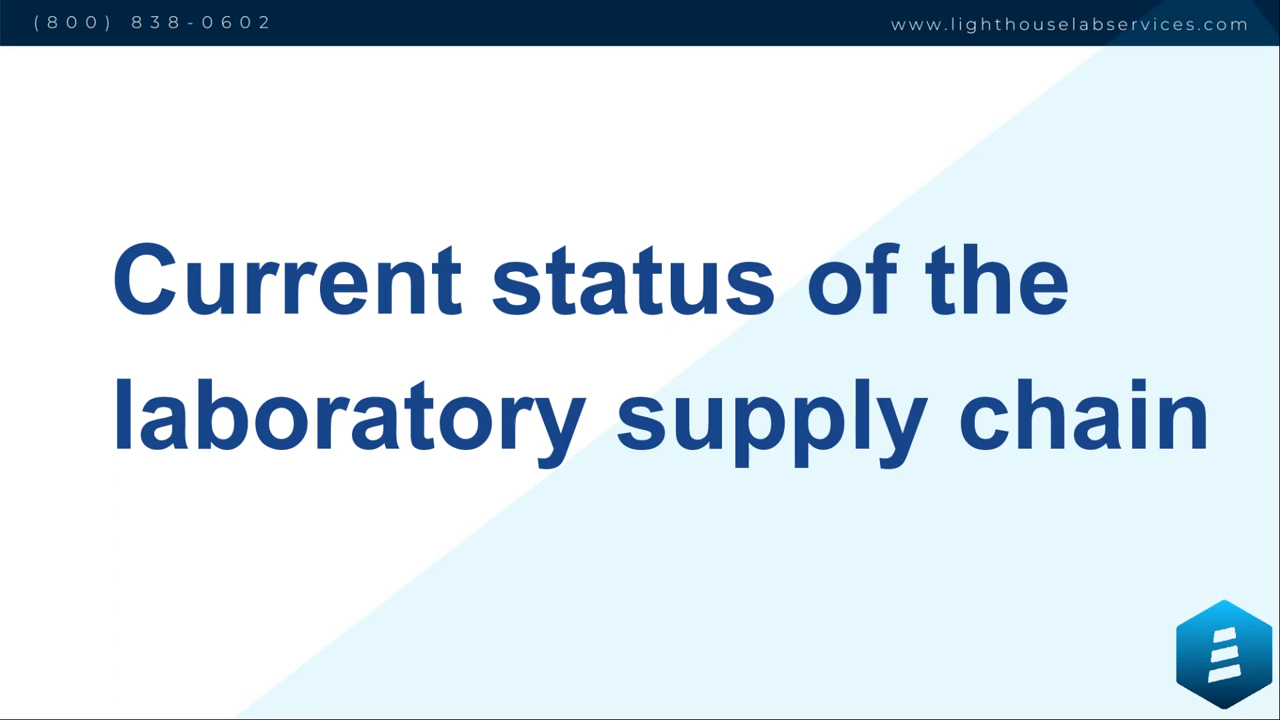 (800) 838-0602
www.lighthouselabservices.com
Current status of the
laboratory supply chain